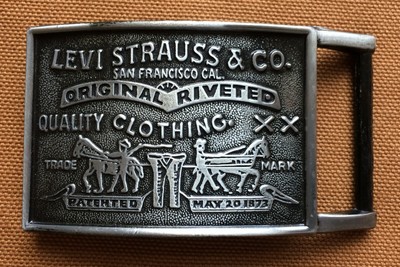 LEVI STRAUSS & CO.
SAN FRANCISCO CAL.
ORIGINAL RIVETED
QUALITY CLOTHING. XX
TRADE MARK
PATENTED MAY 20 1873